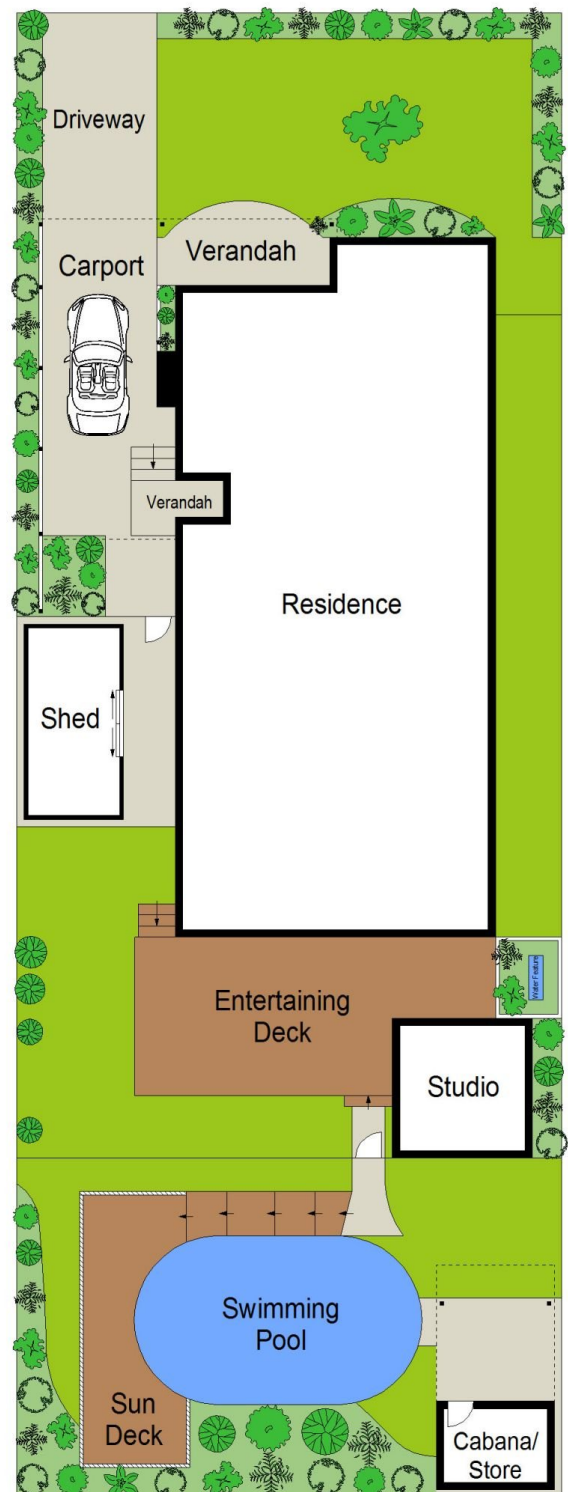 Driveway
Verandah
Carport
Verandah
Residence
Shed
Entertaining
Deck
Water Feature
Studio
Swimming
Pool
Sun
Deck
Cabana/
Store